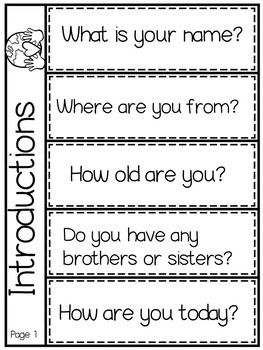 What is your name?
Where are you from?
How old are you?
Do you have any
brothers or sisters?
How are you today?
Introductions
Page 1